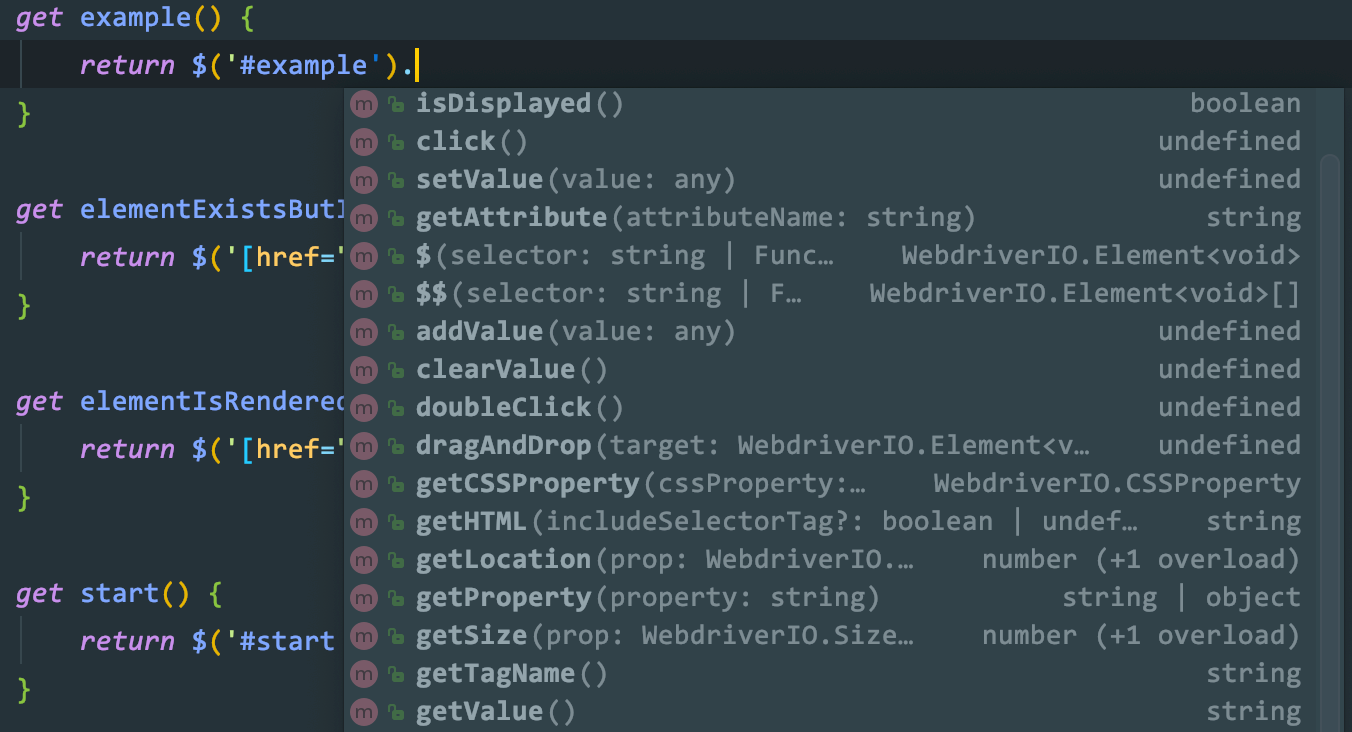 get example() {
return $('#example').
}
get elementExistsBut
return $('[href='
}
get elementIsRendered
return $('[href='
}
get start() {
return $('#start
}
m isDisplayed() boolean
m click() undefined
m setValue(value: any) undefined
m getAttribute(attributeName: string) string
m $(selector: string | Func… WebdriverIO.Element<void>
m $$(selector: string | F… WebdriverIO.Element<void>[]
m addValue(value: any) undefined
m clearValue() undefined
m doubleClick() undefined
m dragAndDrop(target: WebdriverIO.Element<v… undefined
m getCSSProperty(cssProperty:… WebdriverIO.CSSProperty
m getHTML(includeSelectorTag?: boolean | undef… string
m getLocation(prop: WebdriverIO.… number (+1 overload)
m getProperty(property: string) string | object
m getSize(prop: WebdriverIO.Size… number (+1 overload)
m getTagName() string
m getValue() string